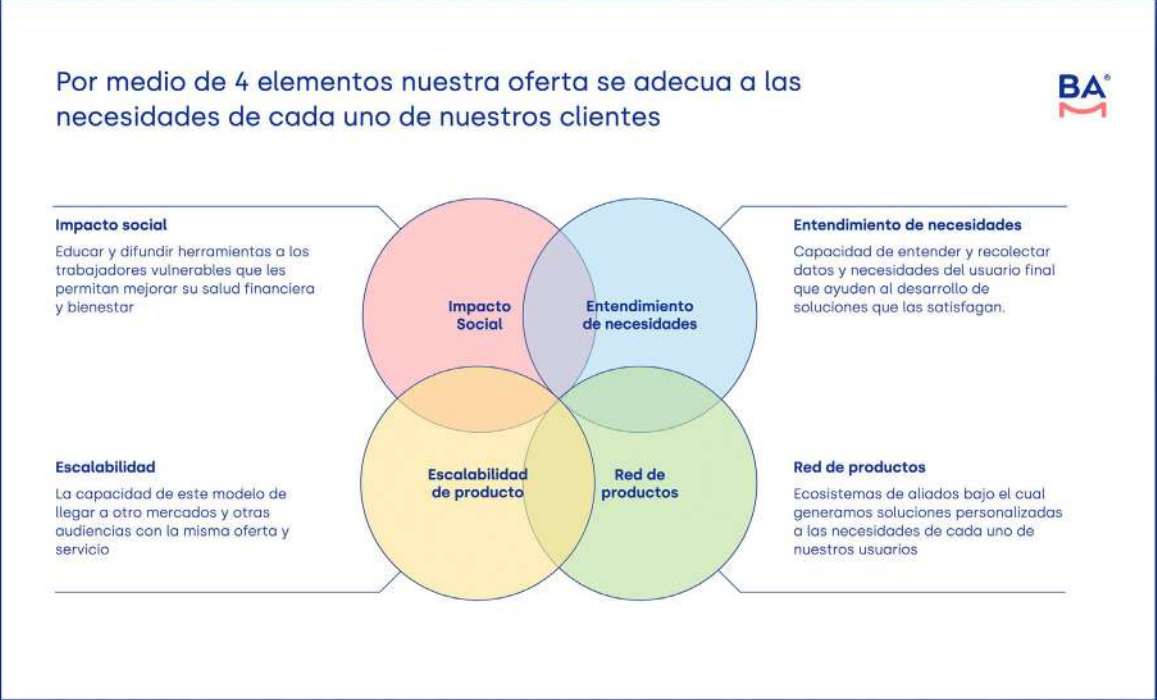 Por medio de 4 elementos nuestra oferta se adecua a las
necesidades de cada uno de nuestros clientes
BA®
Impacto social
Educar y difundir herramientas a los
trabajadores vulnerables que les
permitan mejorar su salud financiera
y bienestar
Impacto
Social
Entendimiento
de necesidades
Entendimiento de necesidades
Capacidad de entender y recolectar
datos y necesidades del usuario final
que ayuden al desarrollo de
soluciones que las satisfagan.
Escalabilidad
La capacidad de este modelo de
llegar a otro mercados y otras
audiencias con la misma oferta y
servicio
Escalabilidad
de producto
Red de
productos
Red de productos
Ecosistemas de aliados bajo el cual
generamos soluciones personalizadas
a las necesidades de cada uno de
nuestros usuarios